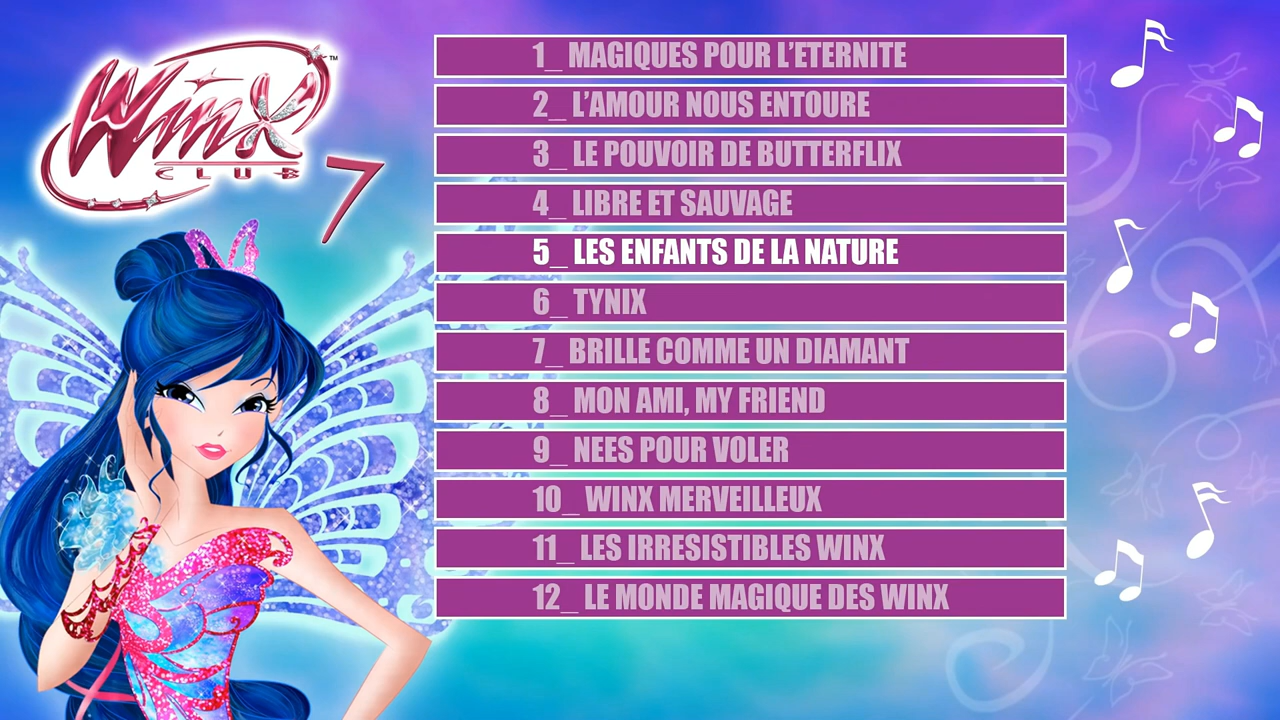 Winx™
CLUB
7
1_ MAGIQUES POUR L'ETERNITE
2_ L'AMOUR NOUS ENTOURE
3_ LE POUVOIR DE BUTTERFLIX
4_ LIBRE ET SAUVAGE
5_ LES ENFANTS DE LA NATURE
6_ TYNIX
7_ BRILLE COMME UN DIAMANT
8_ MON AMI, MY FRIEND
9_ NEES POUR VOLER
10_ WINX MERVEILLEUX
11_ LES IRRESISTIBLES WINX
12_ LE MONDE MAGIQUE DES WINX